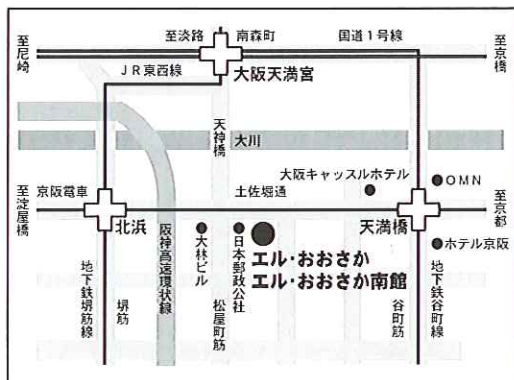 至淡路
南森町
国道1号線
至尼崎
至京橋
JR東西線
大阪天満宮
天神橋
大川
大阪キャッスルホテル
OMN
至淀屋橋
京阪電車
土佐堀通
至京都
北浜
天満橋
阪神高速環状線
大林ビル
日本郵政公社
エル・おおさか
エル・おおさか南館
ホテル京阪
地下鉄堺筋線
堺筋
松屋町筋
谷町筋
地下鉄谷町線